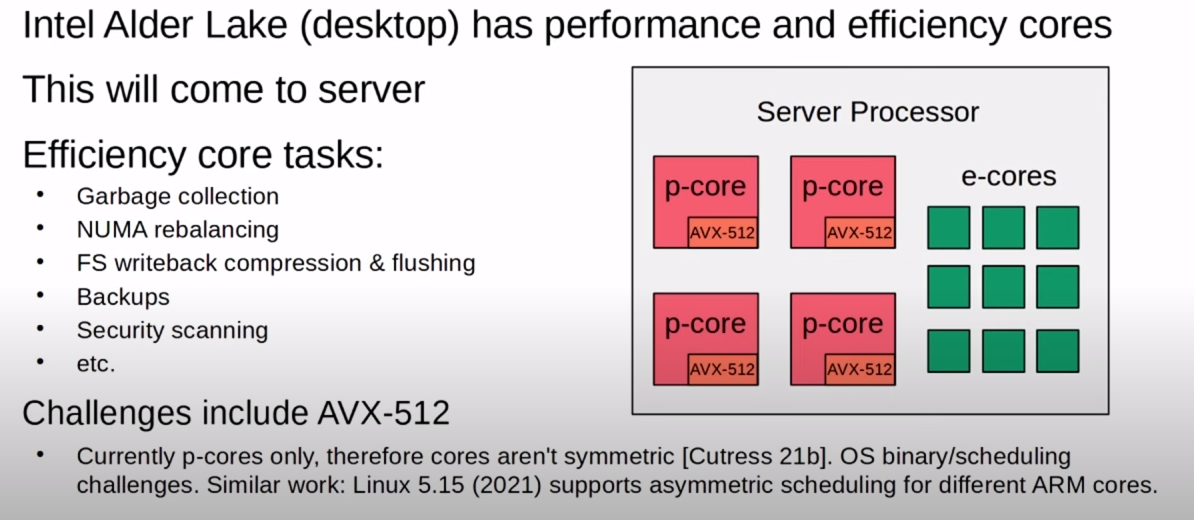 Intel Alder Lake (desktop) has performance and efficiency cores
This will come to server
Efficiency core tasks:
• Garbage collection
• NUMA rebalancing
• FS writeback compression & flushing
• Backups
• Security scanning
• etc.
Challenges include AVX-512
• Currently p-cores only, therefore cores aren't symmetric [Cutress 21b]. OS binary/scheduling
challenges. Similar work: Linux 5.15 (2021) supports asymmetric scheduling for different ARM cores.
Server Processor
p-core
AVX-512
p-core
AVX-512
e-cores
p-core
AVX-512
p-core
AVX-512